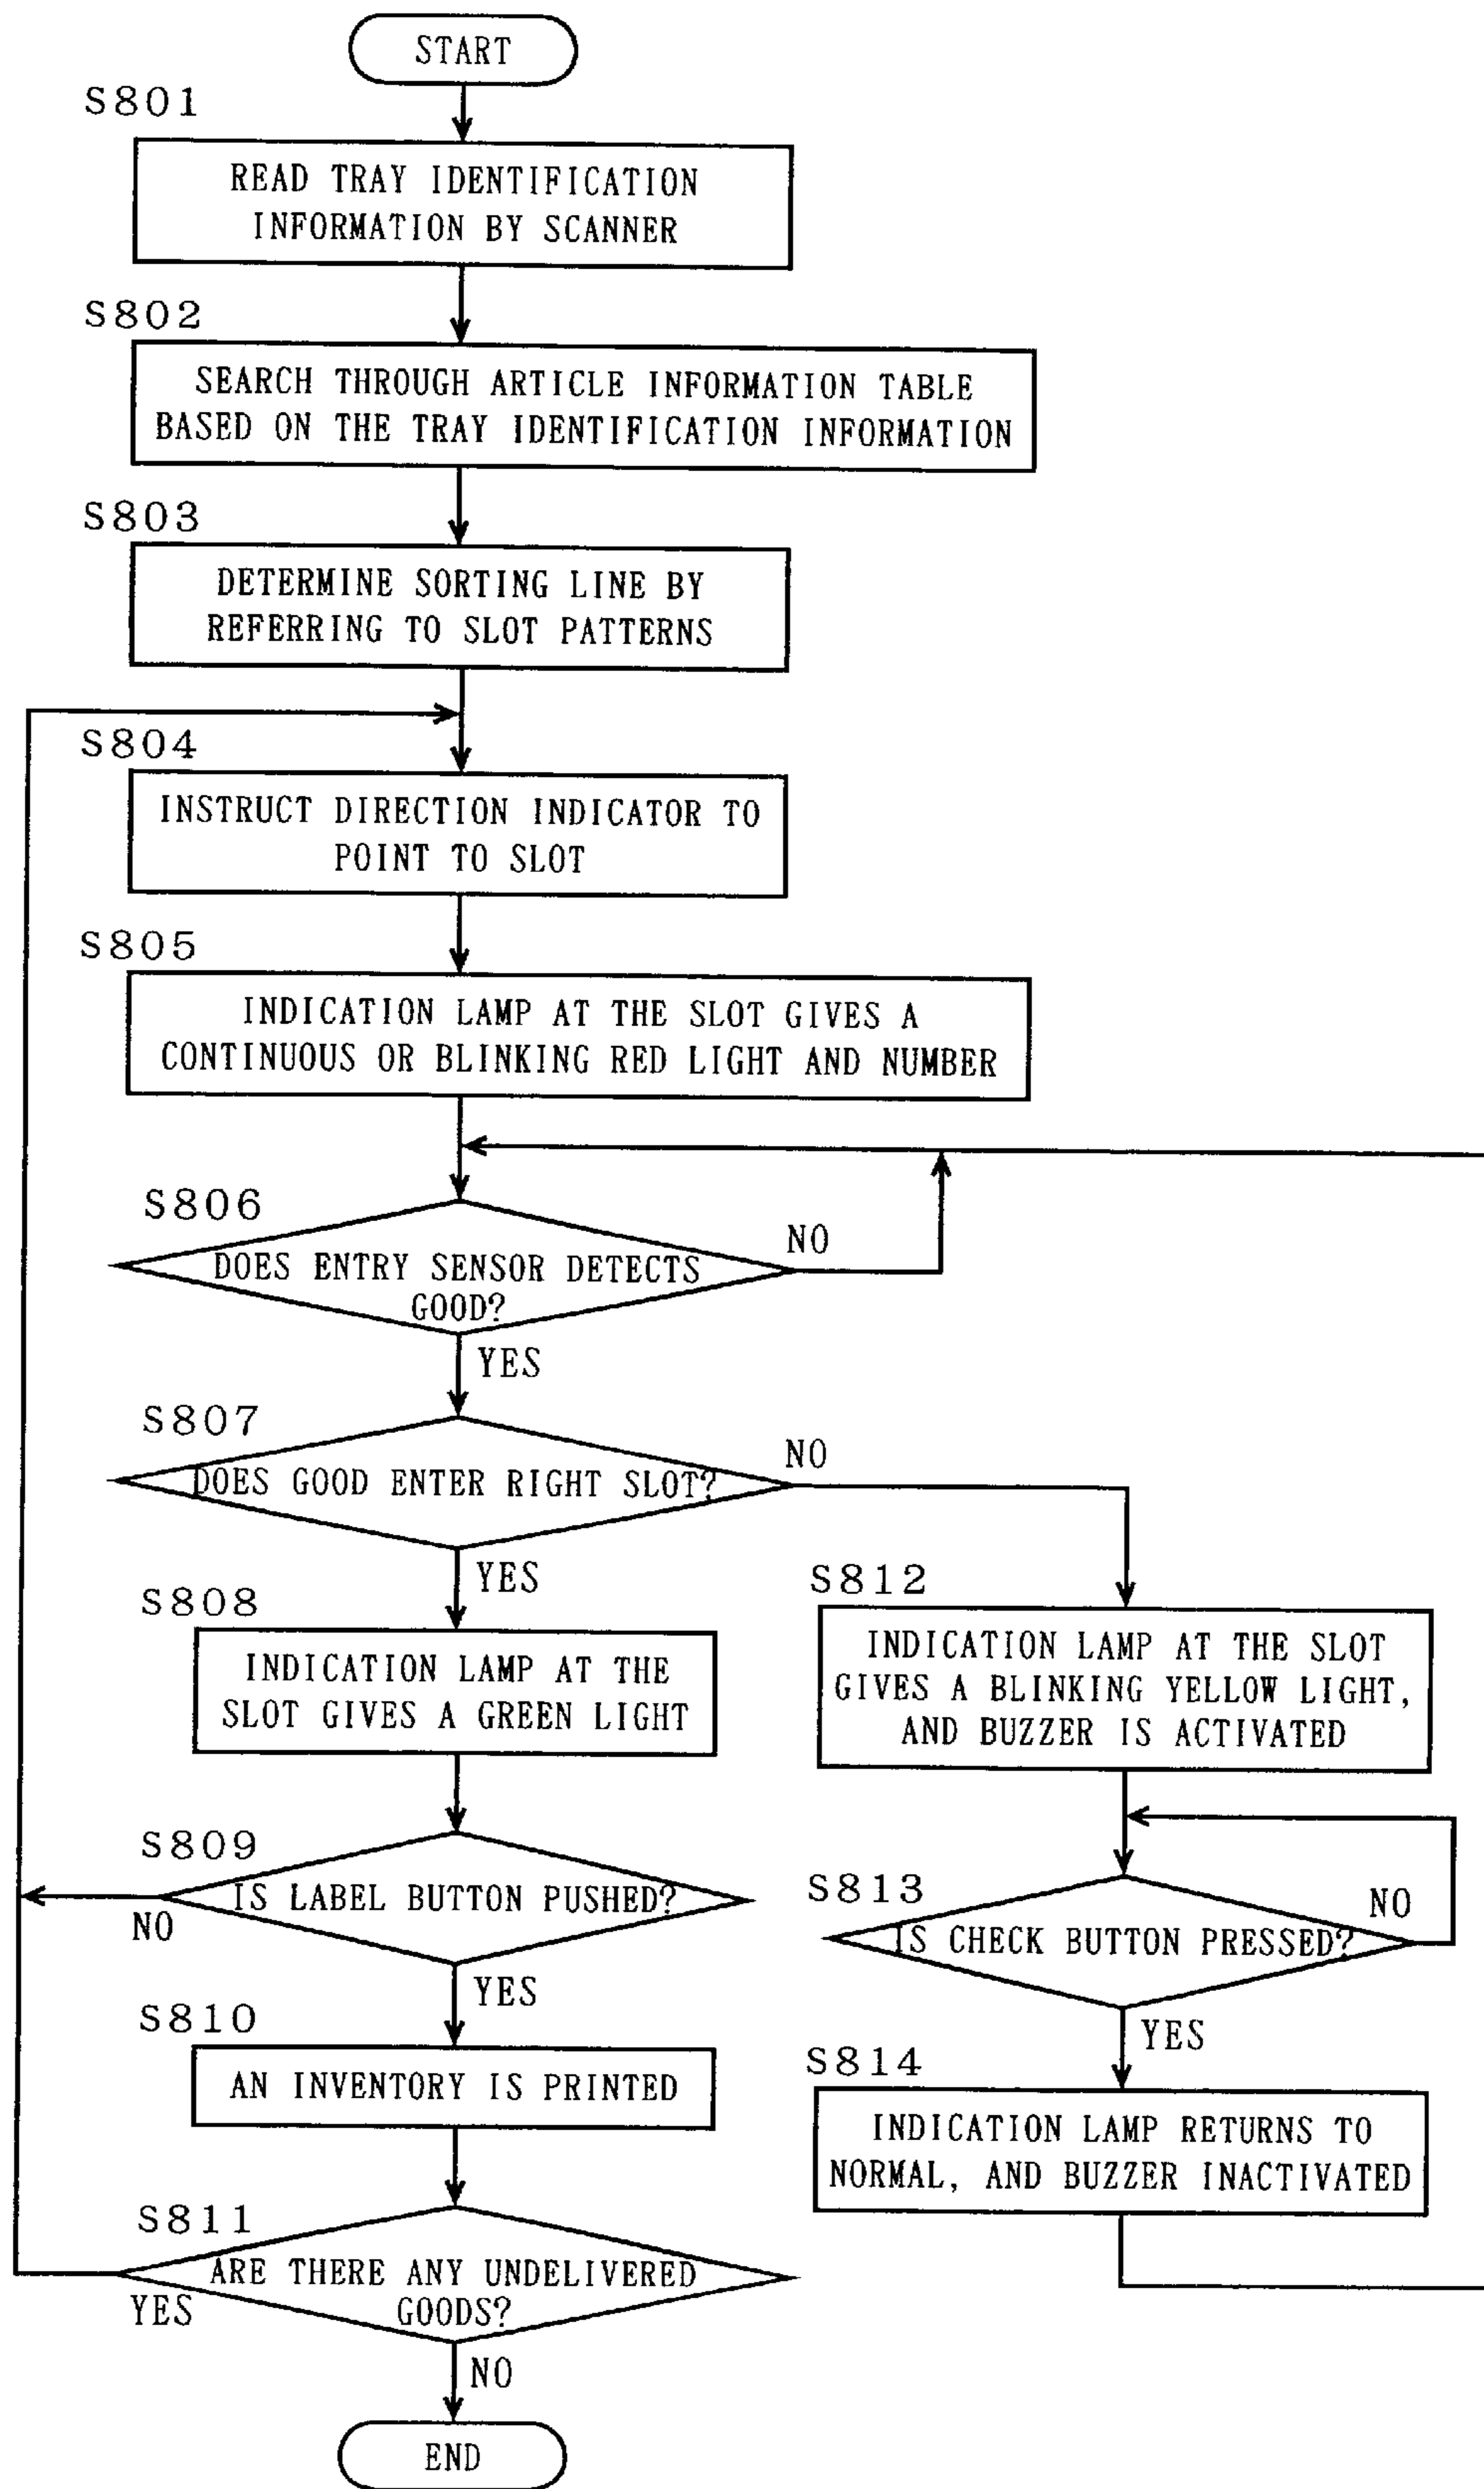 START
S801
READ TRAY IDENTIFICATION
INFORMATION BY SCANNER
S802
SEARCH THROUGH ARTICLE INFORMATION TABLE
BASED ON THE TRAY IDENTIFICATION INFORMATION
S803
DETERMINE SORTING LINE BY
REFERRING TO SLOT PATTERNS
S804
INSTRUCT DIRECTION INDICATOR TO
POINT TO SLOT
S805
INDICATION LAMP AT THE SLOT GIVES A
CONTINUOUS OR BLINKING RED LIGHT AND NUMBER
S806
DOES ENTRY SENSOR DETECTS
GOOD?
NO
YES
S807
DOES GOOD ENTER RIGHT SLOT?
NO
YES
S808
INDICATION LAMP AT THE
SLOT GIVES A GREEN LIGHT
S809
IS LABEL BUTTON PUSHED?
NO
YES
S810
AN INVENTORY IS PRINTED
S811
ARE THERE ANY UNDELIVERED
GOODS?
YES
NO
END
S812
INDICATION LAMP AT THE SLOT
GIVES A BLINKING YELLOW LIGHT,
AND BUZZER IS ACTIVATED
S813
IS CHECK BUTTON PRESSED?
NO
YES
S814
INDICATION LAMP RETURNS TO
NORMAL, AND BUZZER INACTIVATED